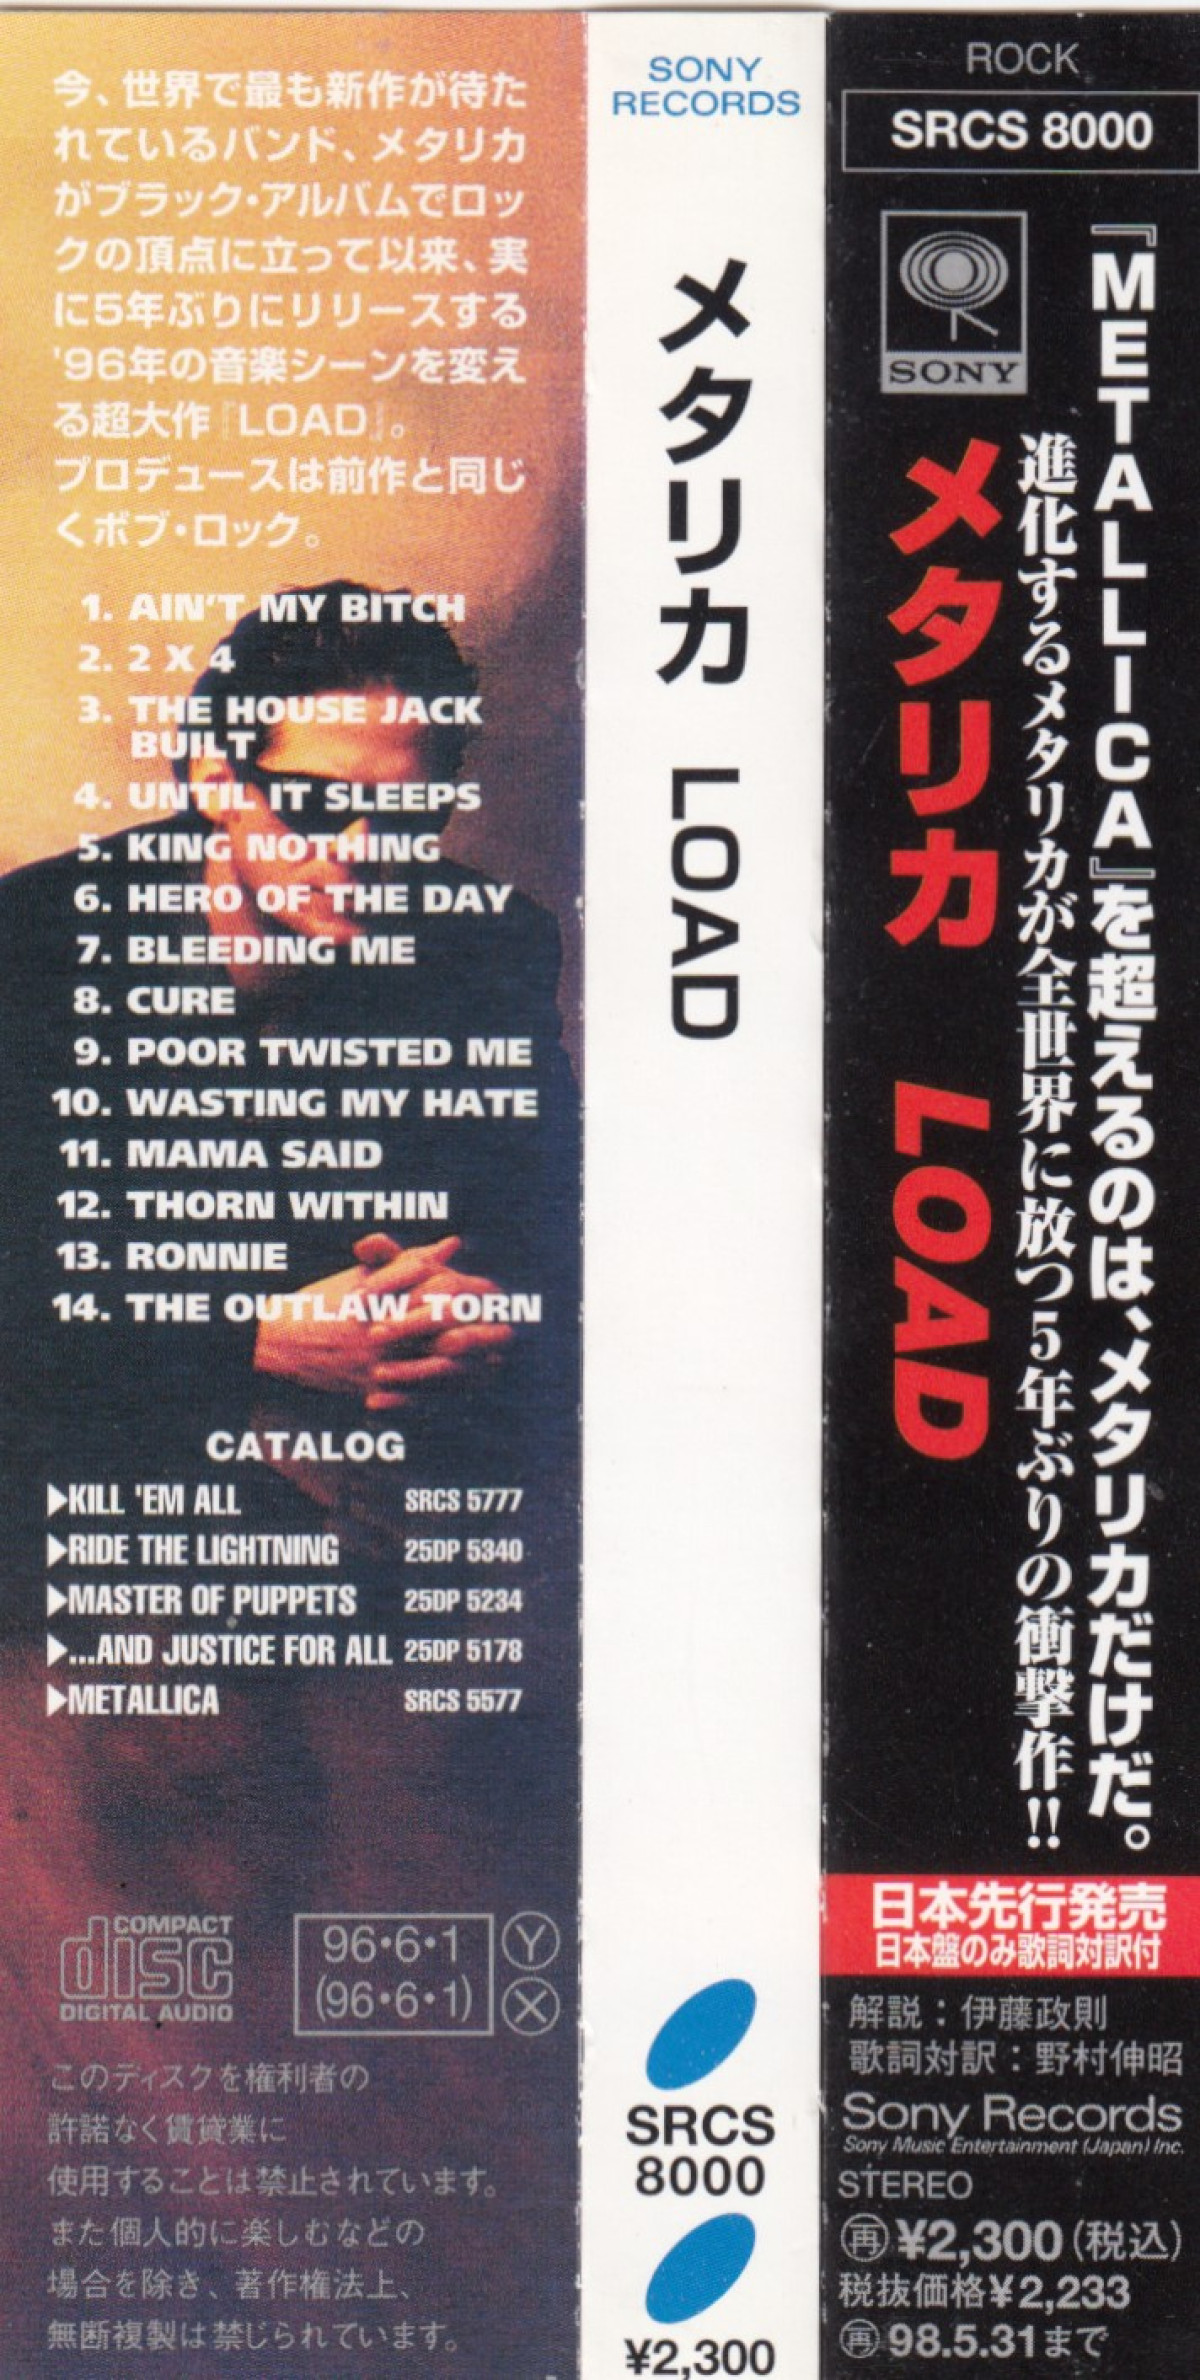 今、世界で最も新作が待た
れているバンド、メタリカ
がブラック・アルバムでロッ
クの頂点に立って以来、実
に5年ぶりにリリースする
'96年の音楽シーンを変え
る超大作『LOAD』。
プロデュースは前作と同じ
くボブ・ロック。
1. AIN'T MY BITCH
2. 2 X 4
3. THE HOUSE JACK
BUILT
4. UNTIL IT SLEEPS
5. KING NOTHING
6. HERO OF THE DAY
7. BLEEDING ME
8. CURE
9. POOR TWISTED ME
10. WASTING MY HATE
11. MAMA SAID
12. THORN WITHIN
13. RONNIE
14. THE OUTLAW TORN
CATALOG
▶KILL 'EM ALL SRCS 5777
▶RIDE THE LIGHTNING 25DP 5340
▶MASTER OF PUPPETS 25DP 5234
▶...AND JUSTICE FOR ALL 25DP 5178
▶METALLICA SRCS 5577
COMPACT
disc
DIGITAL AUDIO
96・6・1 Ⓨ
(96・6・1) Ⓧ
このディスクを権利者の
許諾なく賃貸業に
使用することは禁止されています。
また個人的に楽しむなどの
場合を除き、著作権法上、
無断複製は禁じられています。
SONY
RECORDS
メタリカ LOAD
SRCS
8000
¥2,300
ROCK
SRCS 8000
SONY
『METALLICA』を超えるのは、メタリカだけだ。
進化するメタリカが全世界に放つ5年ぶりの衝撃作!!
メタリカ LOAD
日本先行発売
日本盤のみ歌詞対訳付
解説：伊藤政則
歌詞対訳：野村伸昭
Sony Records
Sony Music Entertainment (Japan) Inc.
STEREO
㊢¥2,300(税込)
税抜価格¥2,233
再98.5.31まで